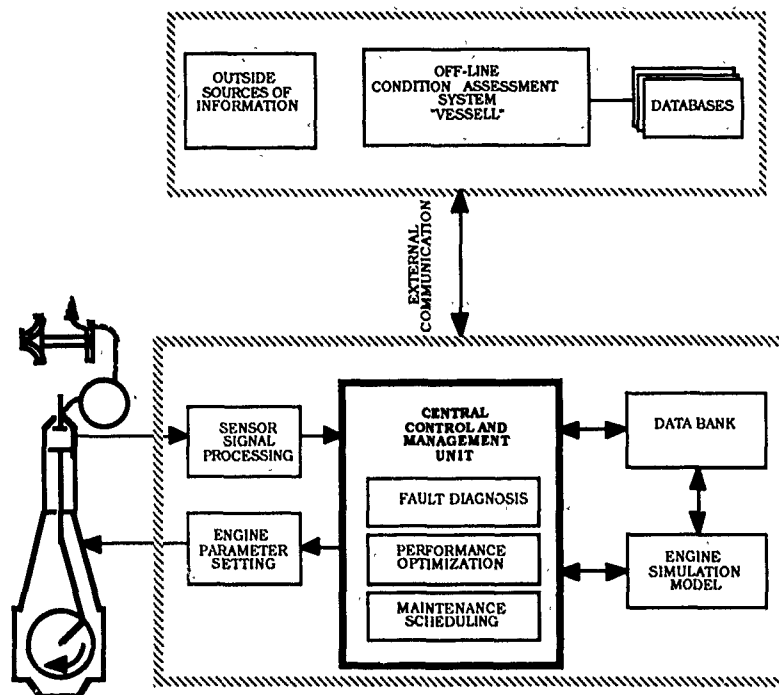 OUTSIDE
SOURCES OF
INFORMATION
OFF-LINE
CONDITION ASSESSMENT
SYSTEM
"VESSELL"
DATABASES
EXTERNAL
COMMUNICATION
SENSOR
SIGNAL
PROCESSING
ENGINE
PARAMETER
SETTING
CENTRAL
CONTROL AND
MANAGEMENT
UNIT
FAULT DIAGNOSIS
PERFORMANCE
OPTIMIZATION
MAINTENANCE
SCHEDULING
DATA BANK
ENGINE
SIMULATION
MODEL